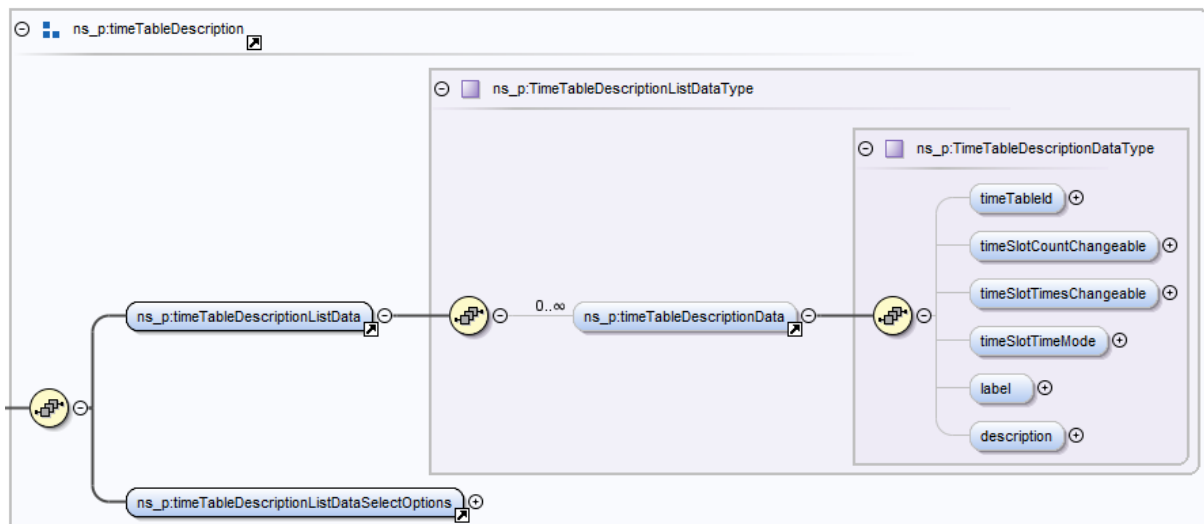 ns_p:timeTableDescription
ns_p:TimeTableDescriptionListDataType
ns_p:TimeTableDescriptionDataType
timeTableId
timeSlotCountChangeable
timeSlotTimesChangeable
ns_p:timeTableDescriptionListData
0..∞
ns_p:timeTableDescriptionData
timeSlotTimeMode
label
description
ns_p:timeTableDescriptionListDataSelectOptions